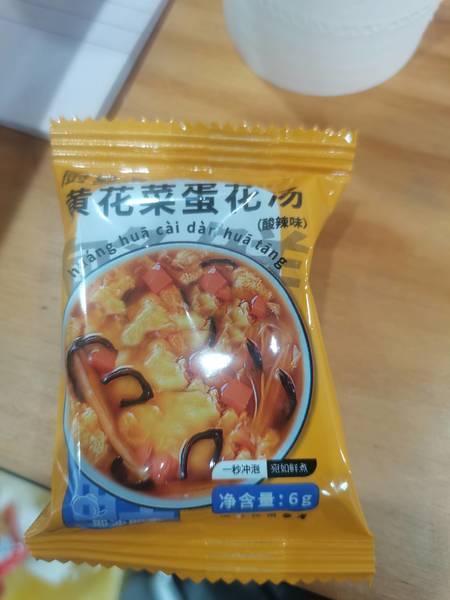 黄花菜蛋花汤
(酸辣味)
huáng huā cài dàn huā tāng
一秒冲泡 宛如鲜煮
净含量：6g